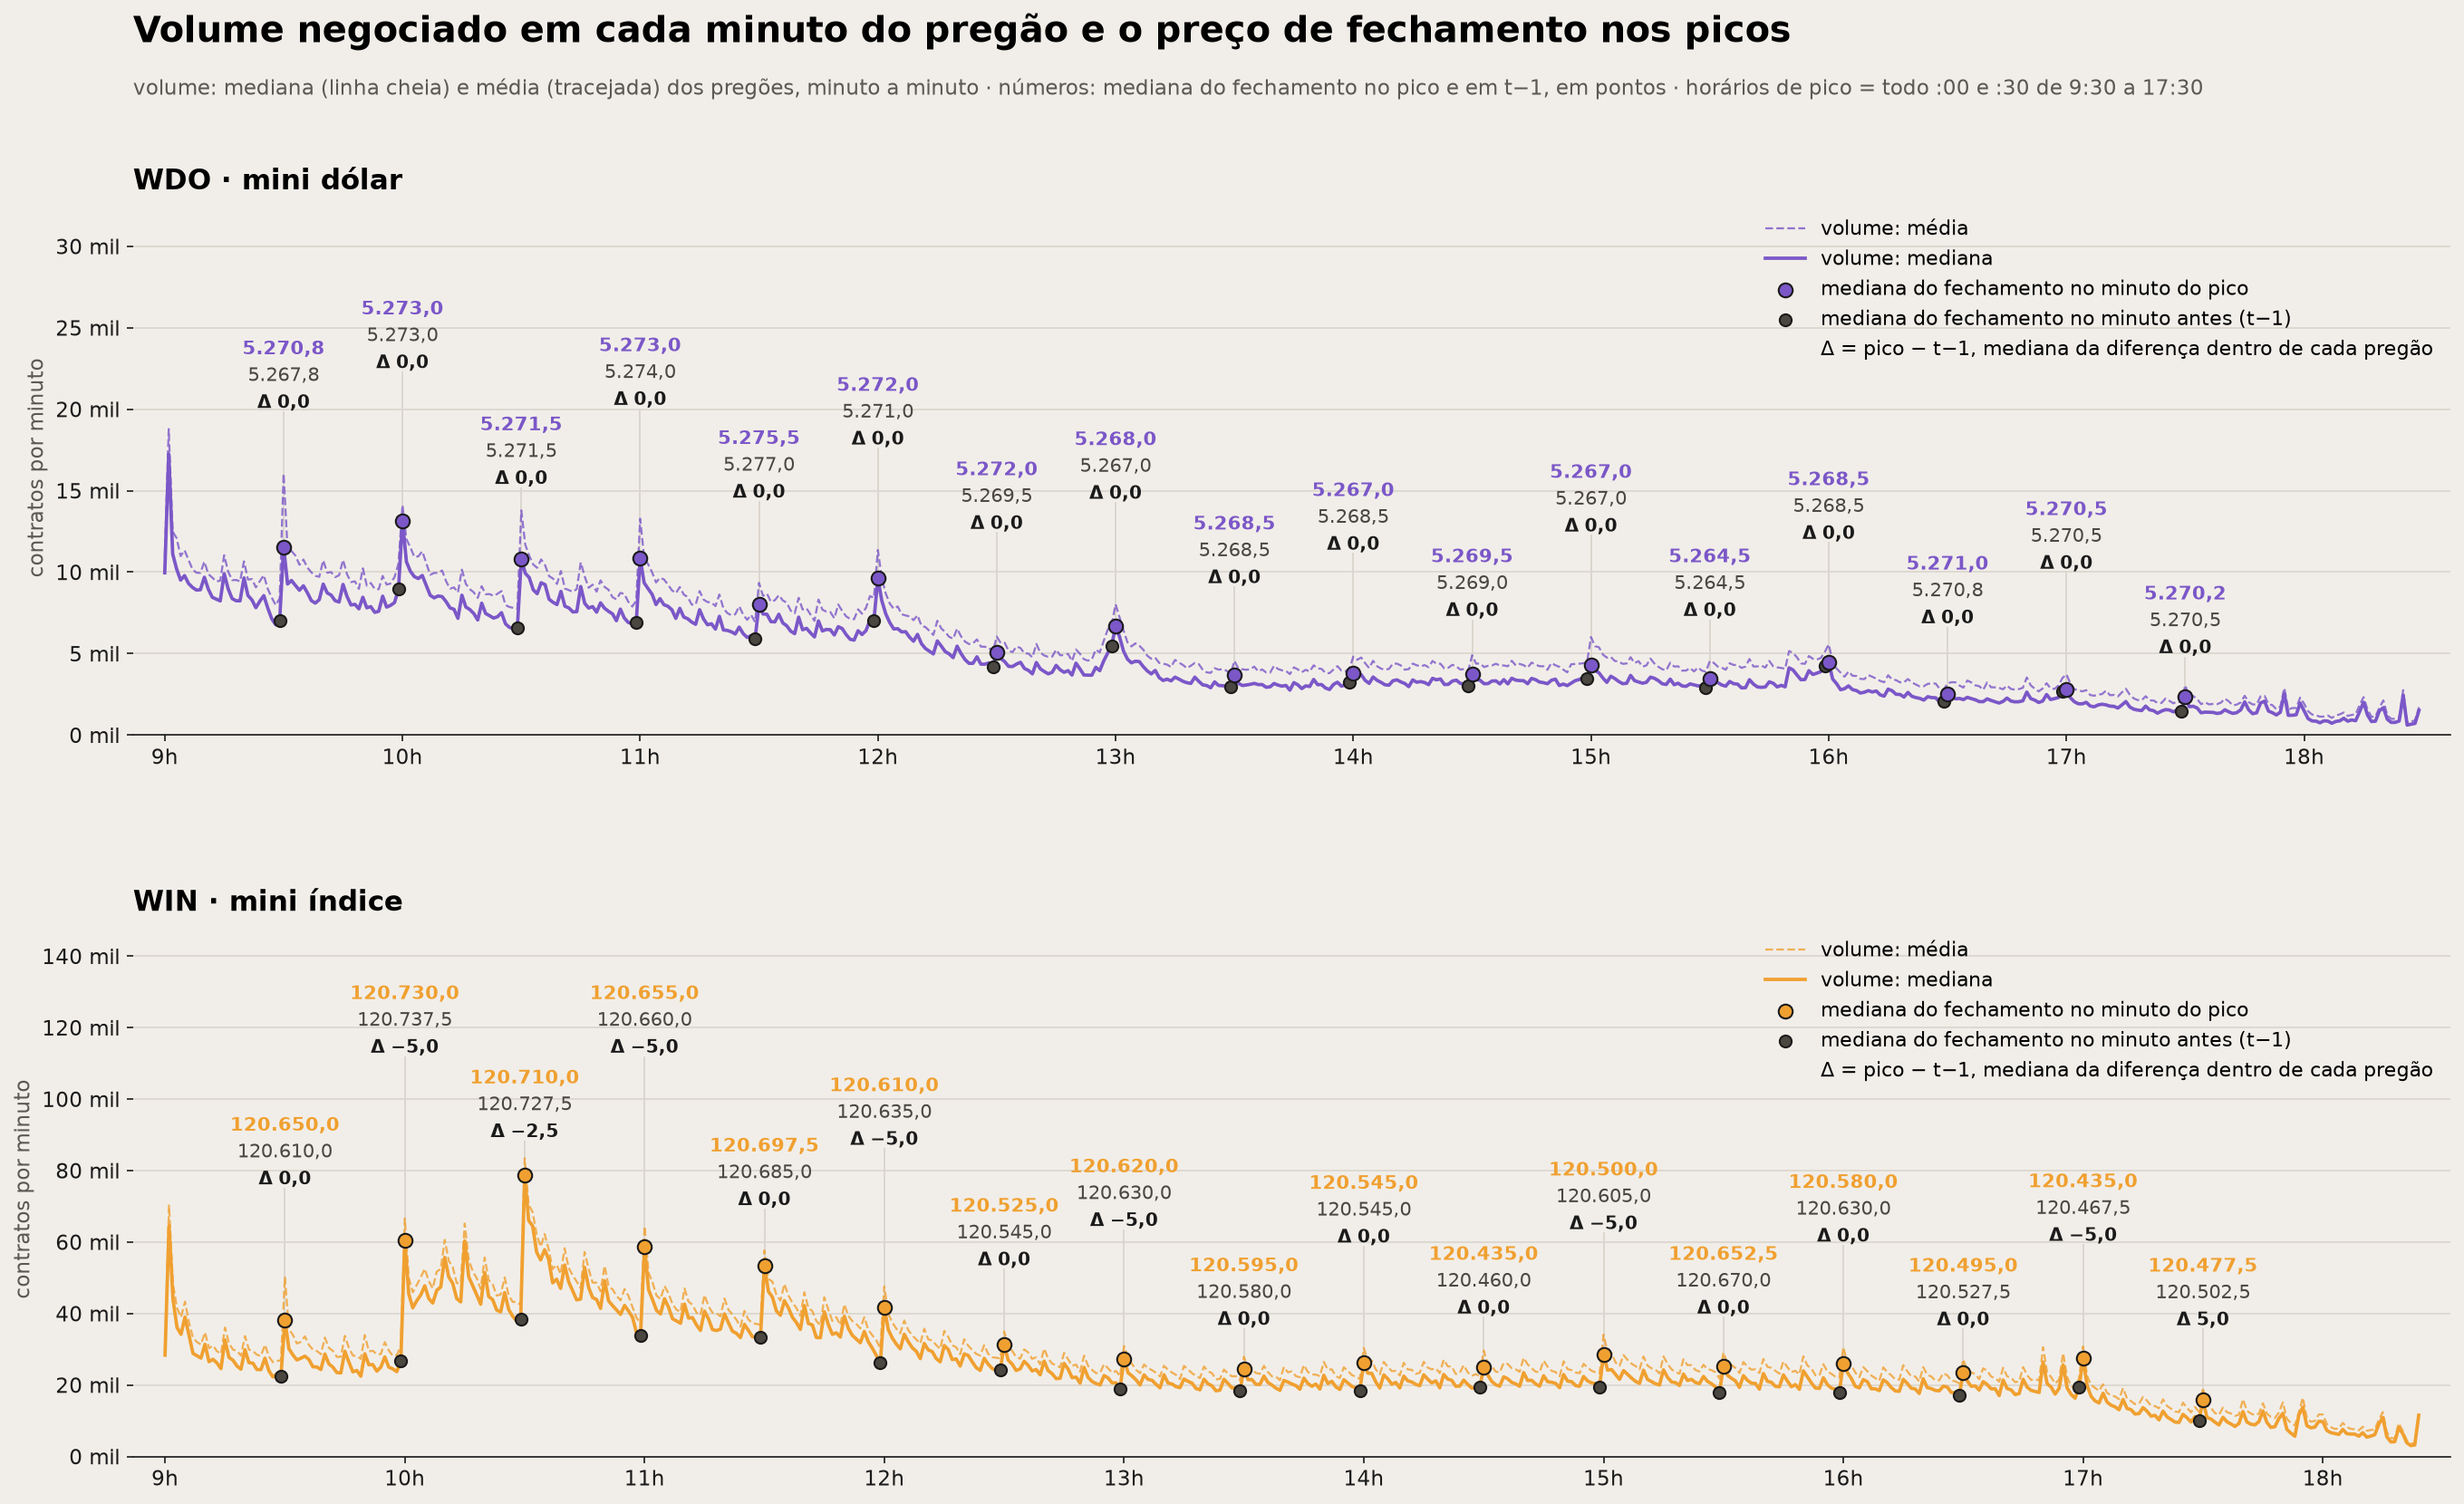 Volume negociado em cada minuto do pregão e o preço de fechamento nos picos
volume: mediana (linha cheia) e média (tracejada) dos pregões, minuto a minuto · números: mediana do fechamento no pico e em t−1, em pontos · horários de pico = todo :00 e :30 de 9:30 a 17:30
WDO · mini dólar
contratos por minuto
30 mil
25 mil
20 mil
15 mil
10 mil
5 mil
0 mil
volume: média
volume: mediana
mediana do fechamento no minuto do pico
mediana do fechamento no minuto antes (t−1)
Δ = pico − t−1, mediana da diferença dentro de cada pregão
5.270,8
5.267,8
Δ 0,0
5.273,0
5.273,0
Δ 0,0
5.271,5
5.271,5
Δ 0,0
5.273,0
5.274,0
Δ 0,0
5.275,5
5.277,0
Δ 0,0
5.272,0
5.271,0
Δ 0,0
5.272,0
5.269,5
Δ 0,0
5.268,0
5.267,0
Δ 0,0
5.268,5
5.268,5
Δ 0,0
5.267,0
5.268,5
Δ 0,0
5.269,5
5.269,0
Δ 0,0
5.267,0
5.267,0
Δ 0,0
5.264,5
5.264,5
Δ 0,0
5.268,5
5.268,5
Δ 0,0
5.271,0
5.270,8
Δ 0,0
5.270,5
5.270,5
Δ 0,0
5.270,2
5.270,5
Δ 0,0
9h 10h 11h 12h 13h 14h 15h 16h 17h 18h
WIN · mini índice
contratos por minuto
140 mil
120 mil
100 mil
80 mil
60 mil
40 mil
20 mil
0 mil
volume: média
volume: mediana
mediana do fechamento no minuto do pico
mediana do fechamento no minuto antes (t−1)
Δ = pico − t−1, mediana da diferença dentro de cada pregão
120.650,0
120.610,0
Δ 0,0
120.730,0
120.737,5
Δ −5,0
120.710,0
120.727,5
Δ −2,5
120.655,0
120.660,0
Δ −5,0
120.697,5
120.685,0
Δ 0,0
120.610,0
120.635,0
Δ −5,0
120.525,0
120.545,0
Δ 0,0
120.620,0
120.630,0
Δ −5,0
120.595,0
120.580,0
Δ 0,0
120.545,0
120.545,0
Δ 0,0
120.435,0
120.460,0
Δ 0,0
120.500,0
120.605,0
Δ −5,0
120.652,5
120.670,0
Δ 0,0
120.580,0
120.630,0
Δ 0,0
120.495,0
120.527,5
Δ 0,0
120.435,0
120.467,5
Δ −5,0
120.477,5
120.502,5
Δ 5,0
9h 10h 11h 12h 13h 14h 15h 16h 17h 18h